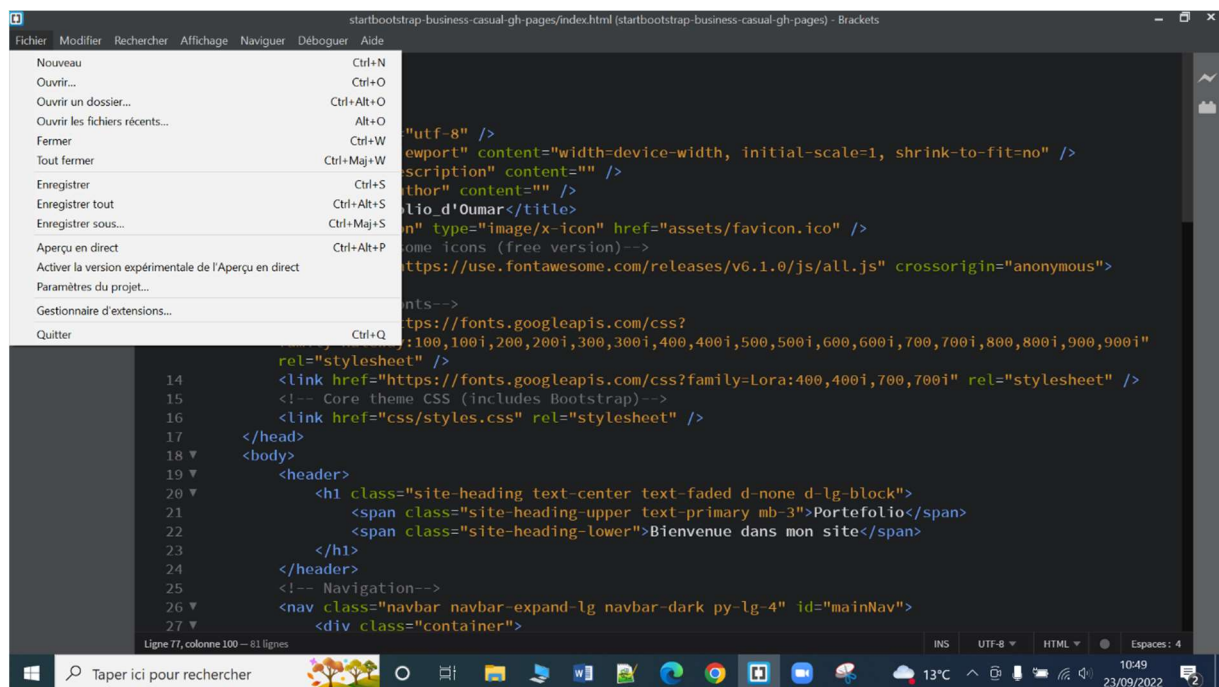 startbootstrap-business-casual-gh-pages/index.html (startbootstrap-business-casual-gh-pages) - Brackets
Fichier Modifier Rechercher Affichage Naviguer Déboguer Aide
Nouveau Ctrl+N
Ouvrir... Ctrl+O
Ouvrir un dossier... Ctrl+Alt+O
Ouvrir les fichiers récents... Alt+O
Fermer Ctrl+W
Tout fermer Ctrl+Maj+W
Enregistrer Ctrl+S
Enregistrer tout Ctrl+Alt+S
Enregistrer sous... Ctrl+Maj+S
Aperçu en direct Ctrl+Alt+P
Activer la version expérimentale de l'Aperçu en direct
Paramètres du projet...
Gestionnaire d'extensions...
Quitter Ctrl+Q
"utf-8" />
ewport" content="width=device-width, initial-scale=1, shrink-to-fit=no" />
scription" content="" />
thor" content="" />
lio_d'Oumar</title>
on" type="image/x-icon" href="assets/favicon.ico" />
ome icons (free version)-->
ttps://use.fontawesome.com/releases/v6.1.0/js/all.js" crossorigin="anonymous">
nts-->
tps://fonts.googleapis.com/css?
:100,100i,200,200i,300,300i,400,400i,500,500i,600,600i,700,700i,800,800i,900,900i"
rel="stylesheet" />
14 <link href="https://fonts.googleapis.com/css?family=Lora:400,400i,700,700i" rel="stylesheet" />
15 <!-- Core theme CSS (includes Bootstrap)-->
16 <link href="css/styles.css" rel="stylesheet" />
17 </head>
18 <body>
19 <header>
20 <h1 class="site-heading text-center text-faded d-none d-lg-block">
21 <span class="site-heading-upper text-primary mb-3">Portefolio</span>
22 <span class="site-heading-lower">Bienvenue dans mon site</span>
23 </h1>
24 </header>
25 <!-- Navigation-->
26 <nav class="navbar navbar-expand-lg navbar-dark py-lg-4" id="mainNav">
27 <div class="container">
Ligne 77, colonne 100 — 81 lignes INS UTF-8 HTML Espaces : 4
Taper ici pour rechercher 13°C 10:49
23/09/2022 2